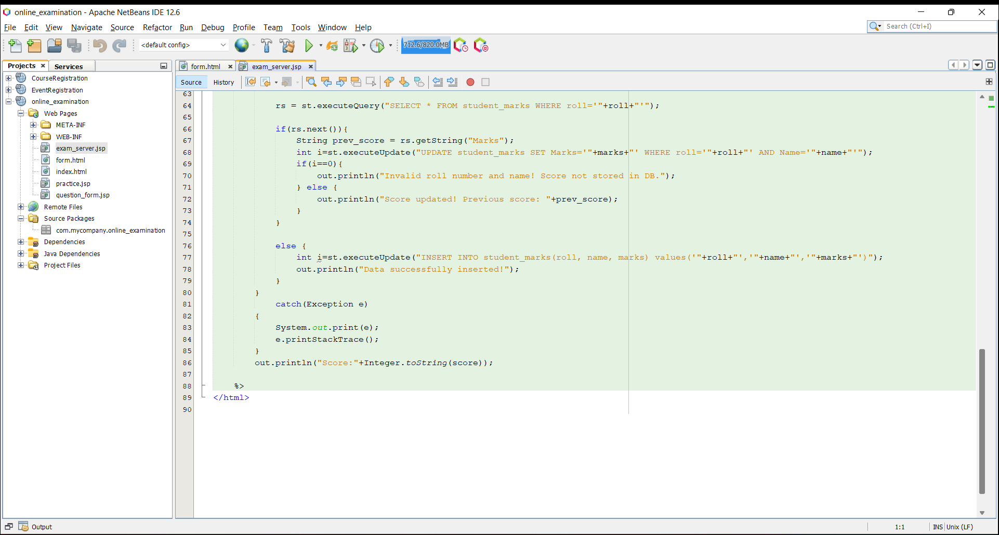 online_examination - Apache NetBeans IDE 12.6
File Edit View Navigate Source Refactor Run Debug Profile Team Tools Window Help
Search (Ctrl+I)
<default config>
712.6/820.0MB
Projects
Services
CourseRegistration
EventRegistration
online_examination
Web Pages
META-INF
WEB-INF
exam_server.jsp
form.html
index.html
practice.jsp
question_form.jsp
Remote Files
Source Packages
com.mycompany.online_examination
Dependencies
Java Dependencies
Project Files
form.html
exam_server.jsp
Source History
63
64 rs = st.executeQuery("SELECT * FROM student_marks WHERE roll='"+roll+"'");
65
66 if(rs.next()){
67 String prev_score = rs.getString("Marks");
68 int i=st.executeUpdate("UPDATE student_marks SET Marks='"+marks+"' WHERE roll='"+roll+"' AND Name='"+name+"'");
69 if(i==0){
70 out.println("Invalid roll number and name! Score not stored in DB.");
71 } else {
72 out.println("Score updated! Previous score: "+prev_score);
73 }
74 }
75
76 else {
77 int i=st.executeUpdate("INSERT INTO student_marks(roll, name, marks) values('"+roll+"','"+name+"','"+marks+"')");
78 out.println("Data successfully inserted!");
79 }
80 }
81 catch(Exception e)
82 {
83 System.out.print(e);
84 e.printStackTrace();
85 }
86 out.println("Score:"+Integer.toString(score));
87
88 %>
89 </html>
90
Output
1:1
INS
Unix (LF)